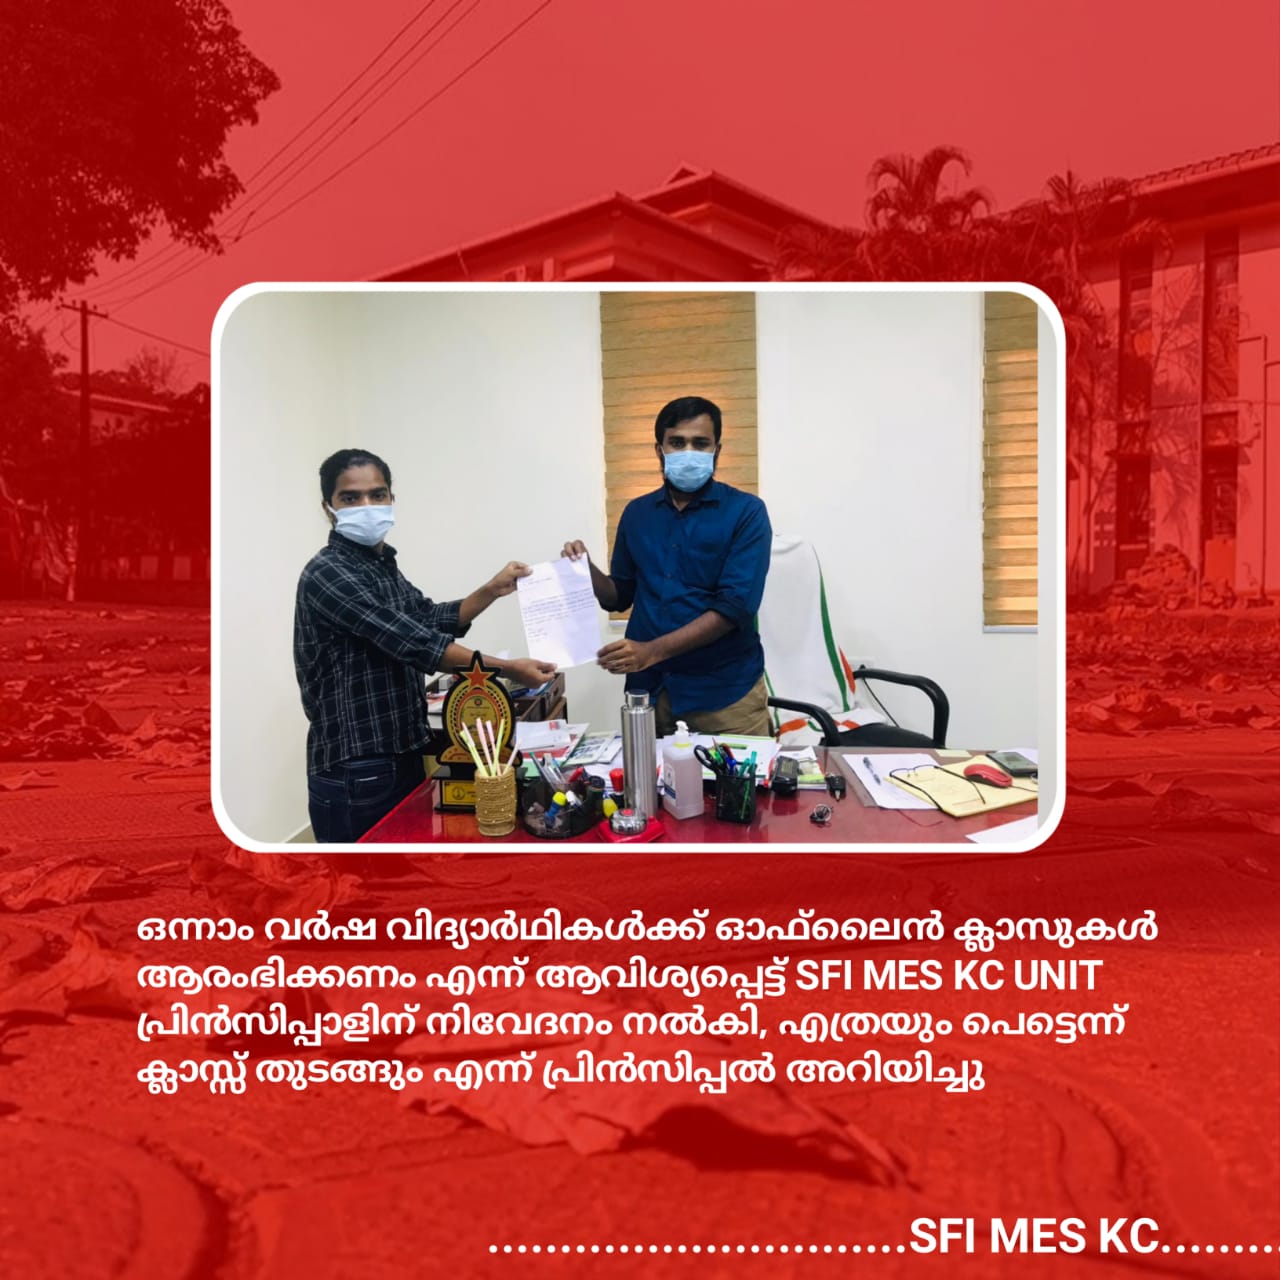 ഒന്നാം വർഷ വിദ്യാർഥികൾക്ക് ഓഫ്‌ലൈൻ ക്ലാസുകൾ
ആരംഭിക്കണം എന്ന് ആവിശ്യപ്പെട്ട് SFI MES KC UNIT
പ്രിൻസിപ്പാളിന് നിവേദനം നൽകി, എത്രയും പെട്ടെന്ന്
ക്ലാസ്സ് തുടങ്ങും എന്ന് പ്രിൻസിപ്പൽ അറിയിച്ചു
.............................SFI MES KC.........